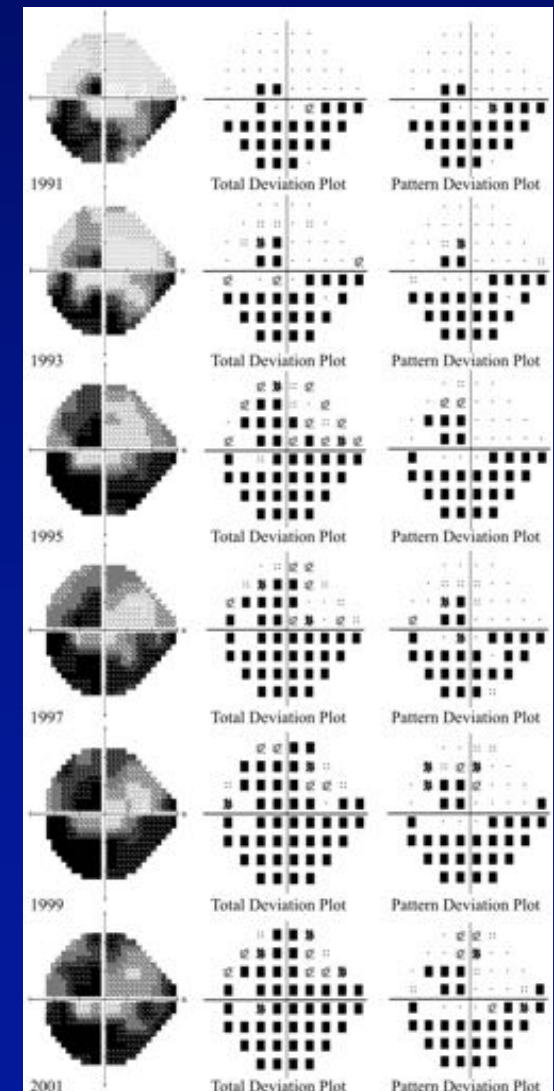 1991 Total Deviation Plot Pattern Deviation Plot
1993 Total Deviation Plot Pattern Deviation Plot
1995 Total Deviation Plot Pattern Deviation Plot
1997 Total Deviation Plot Pattern Deviation Plot
1999 Total Deviation Plot Pattern Deviation Plot
2001 Total Deviation Plot Pattern Deviation Plot